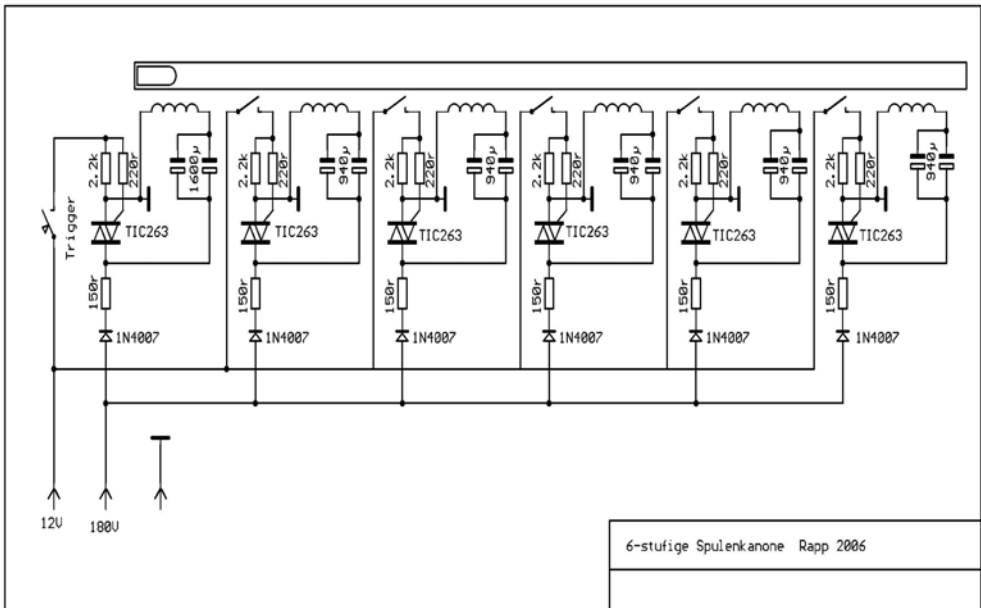 2.2k
220r
1600µ
2.2k
220r
940µ
2.2k
220r
940µ
2.2k
220r
940µ
2.2k
220r
940µ
2.2k
220r
940µ
Trigger
TIC263
TIC263
TIC263
TIC263
TIC263
TIC263
150r
150r
150r
150r
150r
150r
1N4007
1N4007
1N4007
1N4007
1N4007
1N4007
12V
180V
6-stufige Spulenkanone Rapp 2006